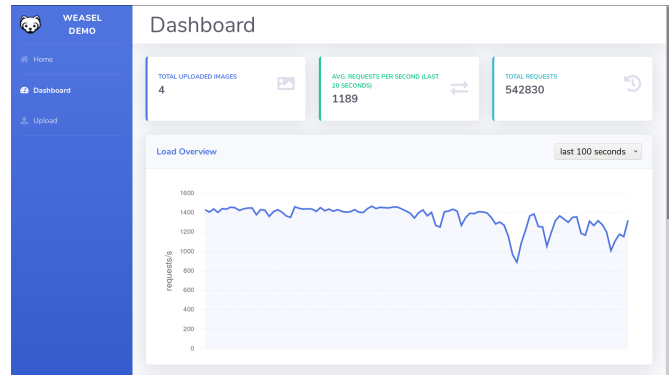 WEASEL
DEMO
Home
Dashboard
Upload
Dashboard
TOTAL UPLOADED IMAGES
4
AVG. REQUESTS PER SECOND (LAST
20 SECONDS)
1189
TOTAL REQUESTS
542830
Load Overview
last 100 seconds
requests/s
1600
1400
1200
1000
800
600
400
200
0